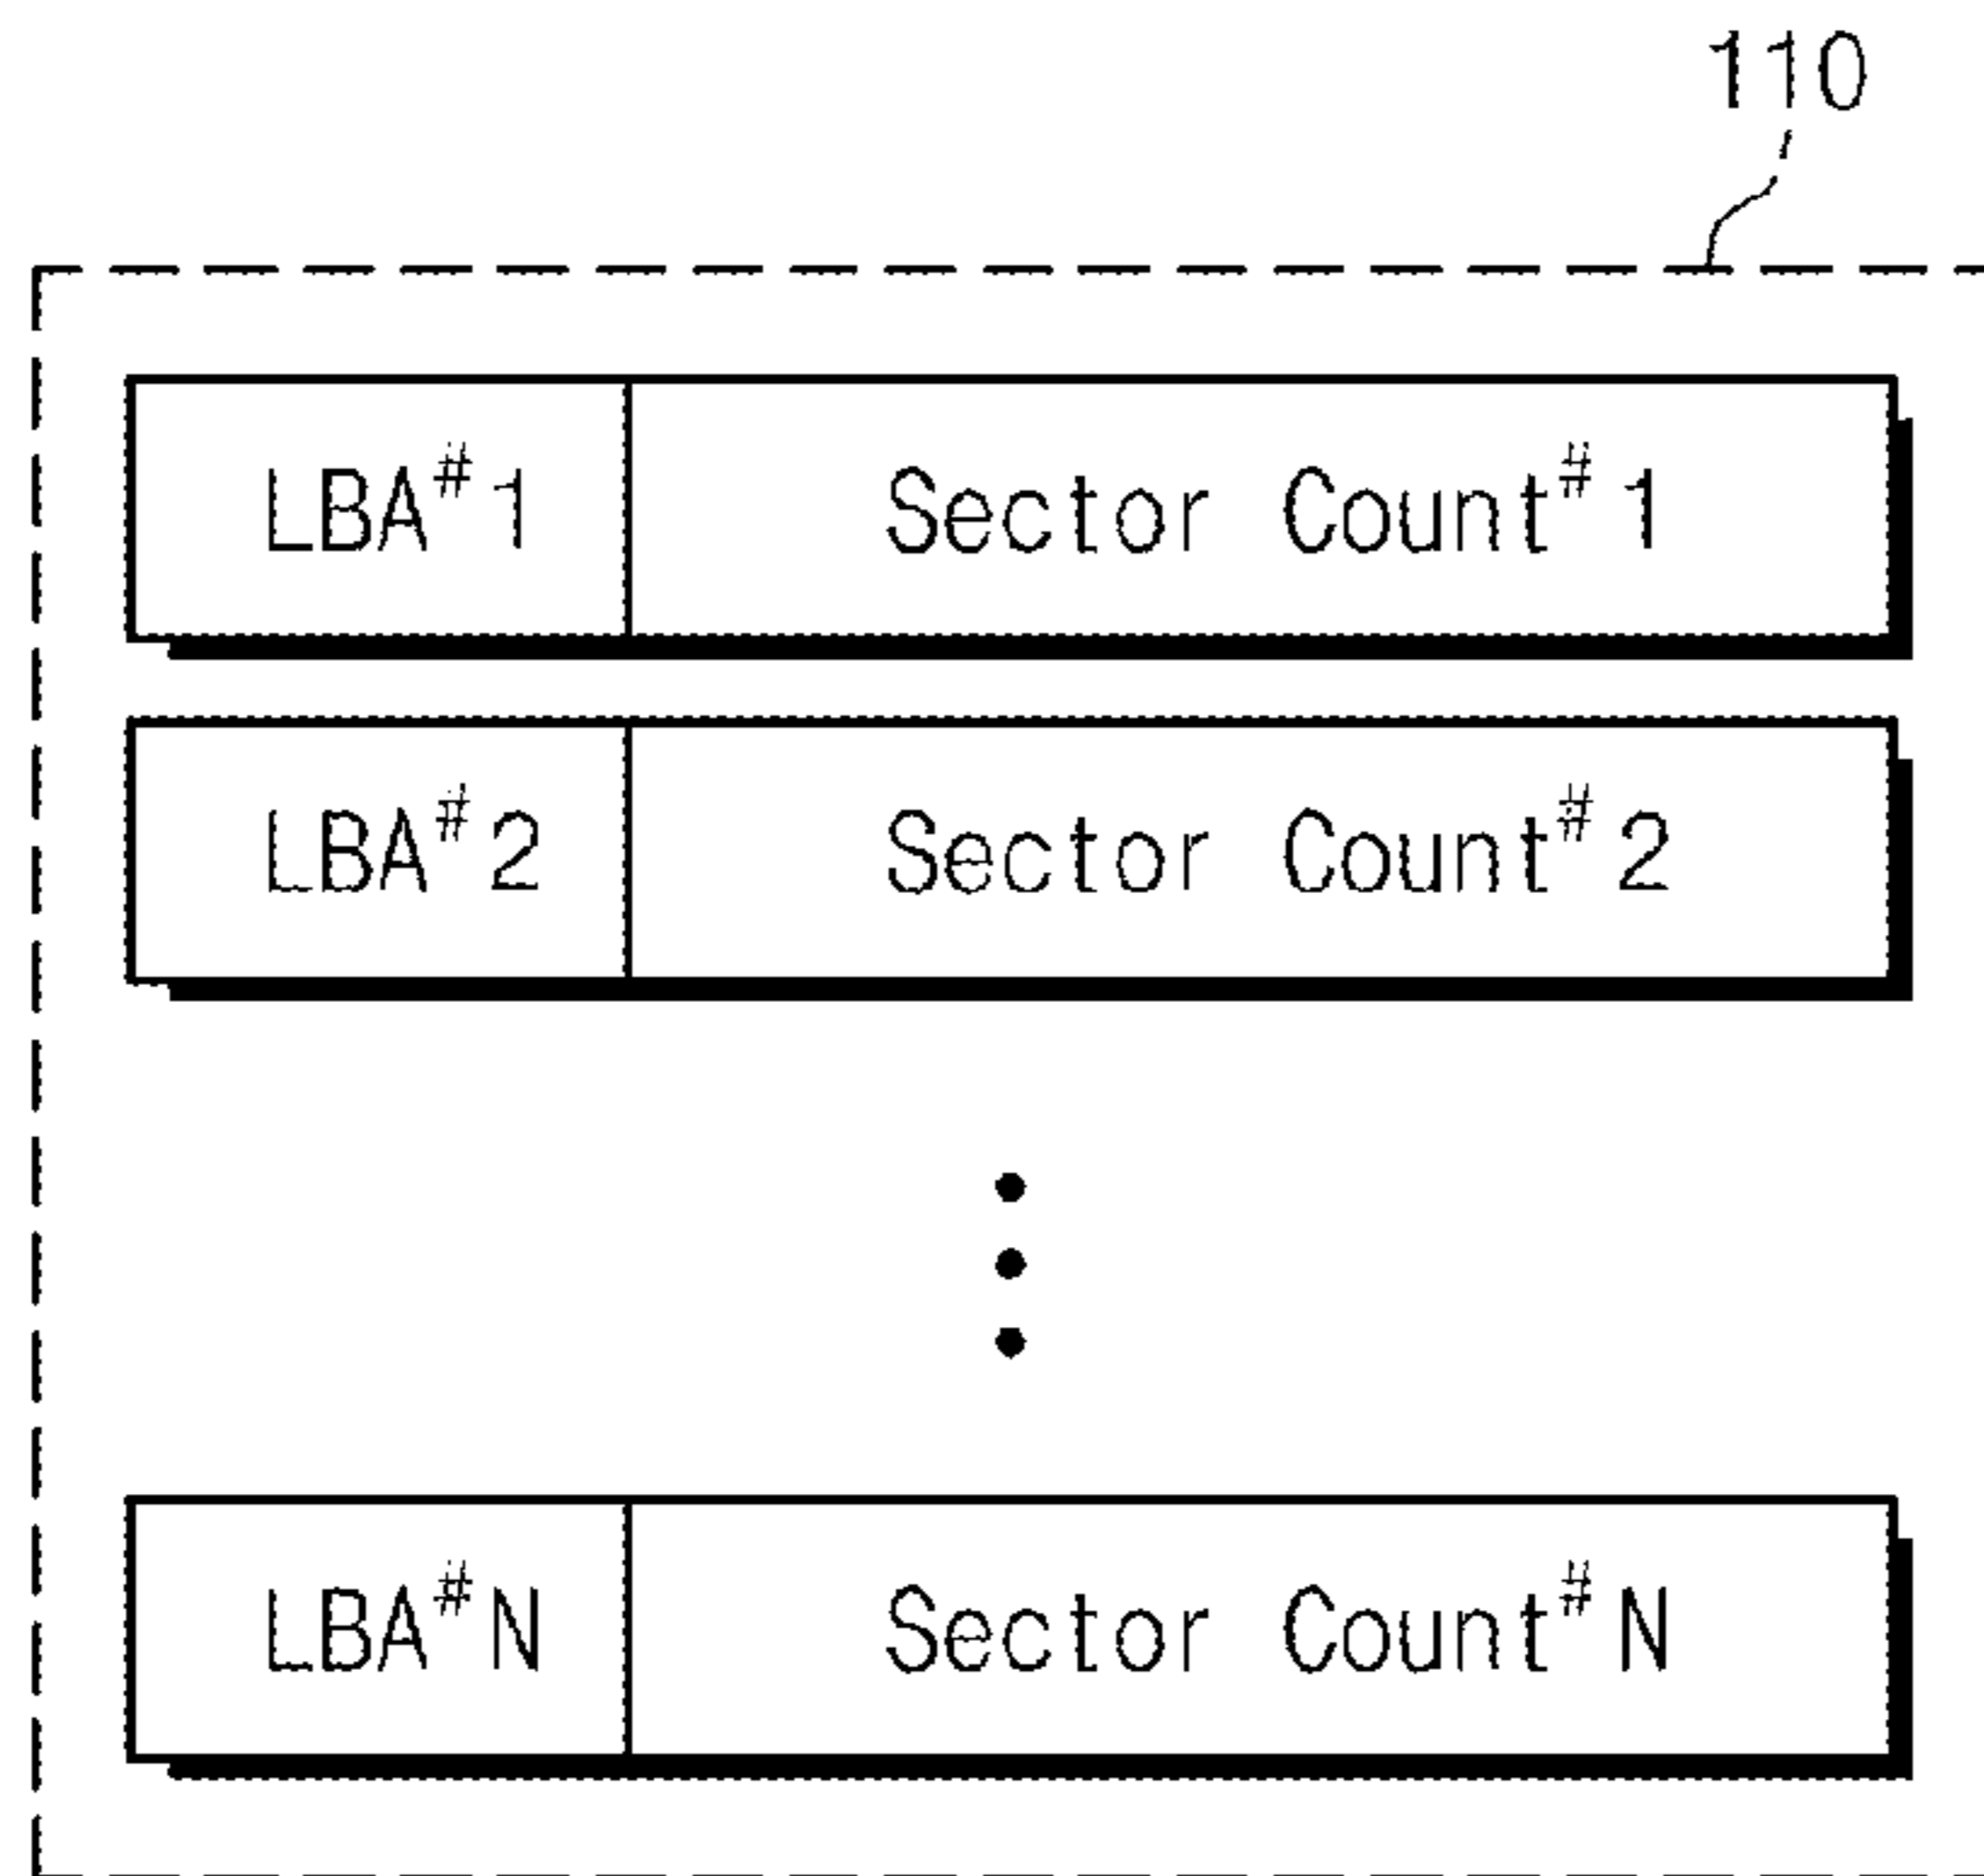 110
LBA#1 Sector Count#1
LBA#2 Sector Count#2
LBA#N Sector Count#N